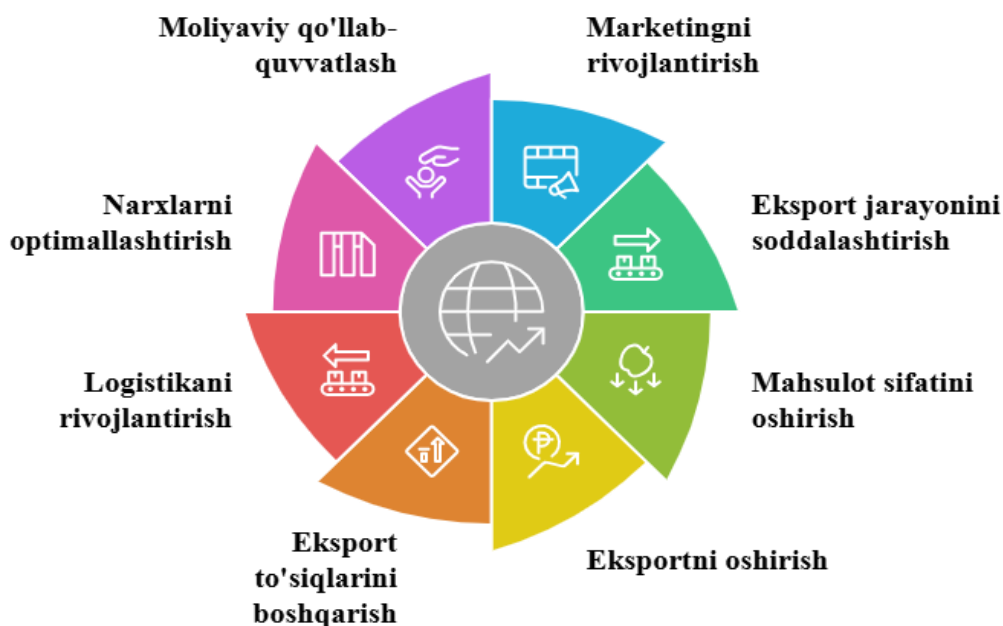 Moliyaviy qo'llab-
quvvatlash
Marketingni
rivojlantirish
Narxlarni
optimallashtirish
Eksport jarayonini
soddalashtirish
Logistikani
rivojlantirish
Mahsulot sifatini
oshirish
Eksport
to'siqlarini
boshqarish
Eksportni oshirish